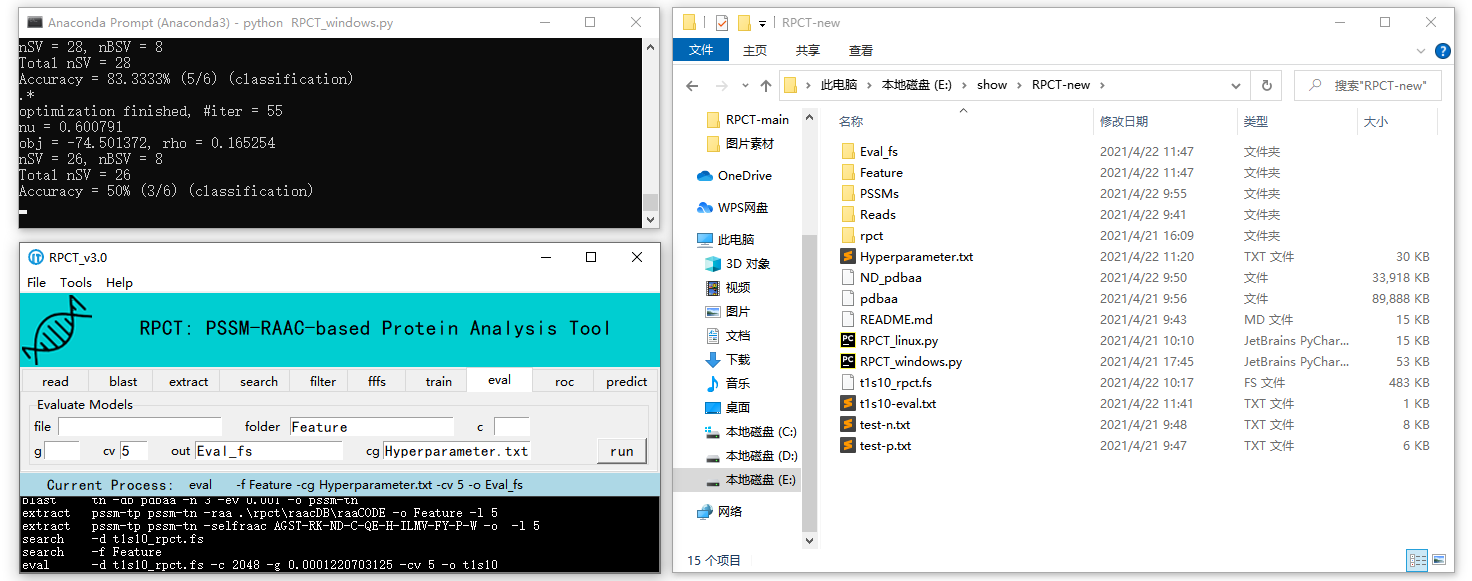 Anaconda Prompt (Anaconda3) - python  RPCT_windows.py
nSV = 28, nBSV = 8
Total nSV = 28
Accuracy = 83.3333% (5/6) (classification)
.*
optimization finished, #iter = 55
nu = 0.600791
obj = -74.501372, rho = 0.165254
nSV = 26, nBSV = 8
Total nSV = 26
Accuracy = 50% (3/6) (classification)
RPCT_v3.0
File Tools Help
RPCT: PSSM-RAAC-based Protein Analysis Tool
read blast extract search filter fffs train eval roc predict
Evaluate Models
file folder Feature c
g cv 5 out Eval_fs cg Hyperparameter.txt run
Current Process: eval -f Feature -cg Hyperparameter.txt -cv 5 -o Eval_fs
blast tn -db pdbaa -n 3 -ev 0.001 -o pssm-tn
extract pssm-tp pssm-tn -raa .\rpct\raacDB\raaCODE -o Feature -l 5
extract pssm-tp pssm-tn -selfraac AGST-RK-ND-C-QE-H-ILMV-FY-P-W -o -l 5
search -d t1s10_rpct.fs
search -f Feature
eval -d t1s10_rpct.fs -c 2048 -g 0.0001220703125 -cv 5 -o t1s10
RPCT-new
文件 主页 共享 查看
此电脑 本地磁盘 (E:) show RPCT-new
搜索"RPCT-new"
RPCT-main
图片素材
OneDrive
WPS网盘
此电脑
3D 对象
视频
图片
文档
下载
音乐
桌面
本地磁盘 (C:)
本地磁盘 (D:)
本地磁盘 (E:)
网络
名称 修改日期 类型 大小
Eval_fs 2021/4/22 11:47 文件夹
Feature 2021/4/22 11:47 文件夹
PSSMs 2021/4/22 9:55 文件夹
Reads 2021/4/22 9:41 文件夹
rpct 2021/4/21 16:09 文件夹
Hyperparameter.txt 2021/4/22 11:20 TXT 文件 30 KB
ND_pdbaa 2021/4/22 9:50 文件 33,918 KB
pdbaa 2021/4/21 9:56 文件 89,888 KB
README.md 2021/4/21 9:43 MD 文件 15 KB
RPCT_linux.py 2021/4/21 10:10 JetBrains PyChar... 15 KB
RPCT_windows.py 2021/4/21 17:45 JetBrains PyChar... 53 KB
t1s10_rpct.fs 2021/4/22 10:17 FS 文件 483 KB
t1s10-eval.txt 2021/4/22 11:41 TXT 文件 1 KB
test-n.txt 2021/4/21 9:48 TXT 文件 8 KB
test-p.txt 2021/4/21 9:47 TXT 文件 6 KB
15 个项目